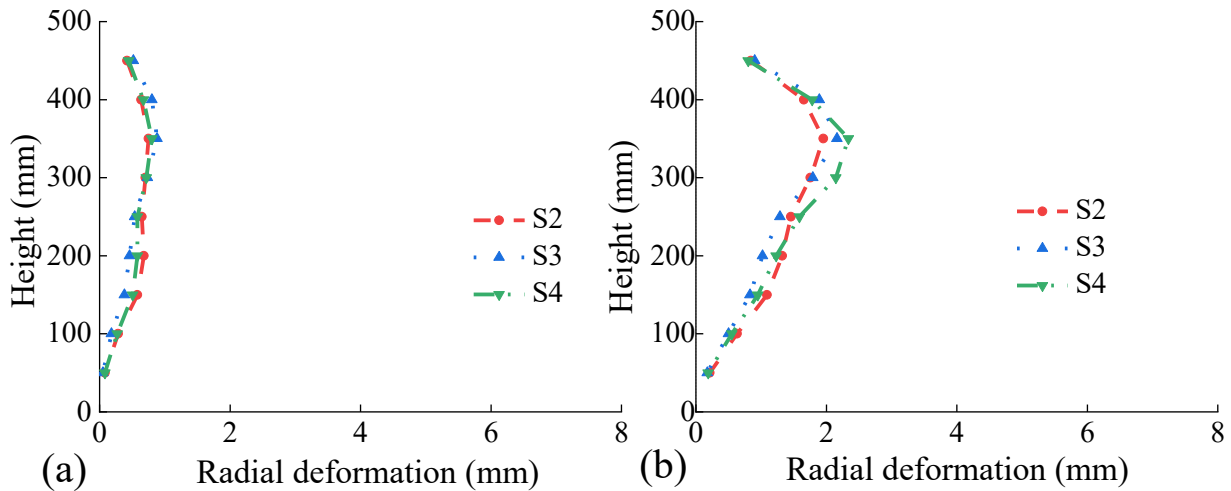 500
400
300
200
100
0
Height (mm)
0 2 4 6 8
Radial deformation (mm)
(a)
S2
S3
S4
500
400
300
200
100
0
Height (mm)
0 2 4 6 8
Radial deformation (mm)
(b)
S2
S3
S4